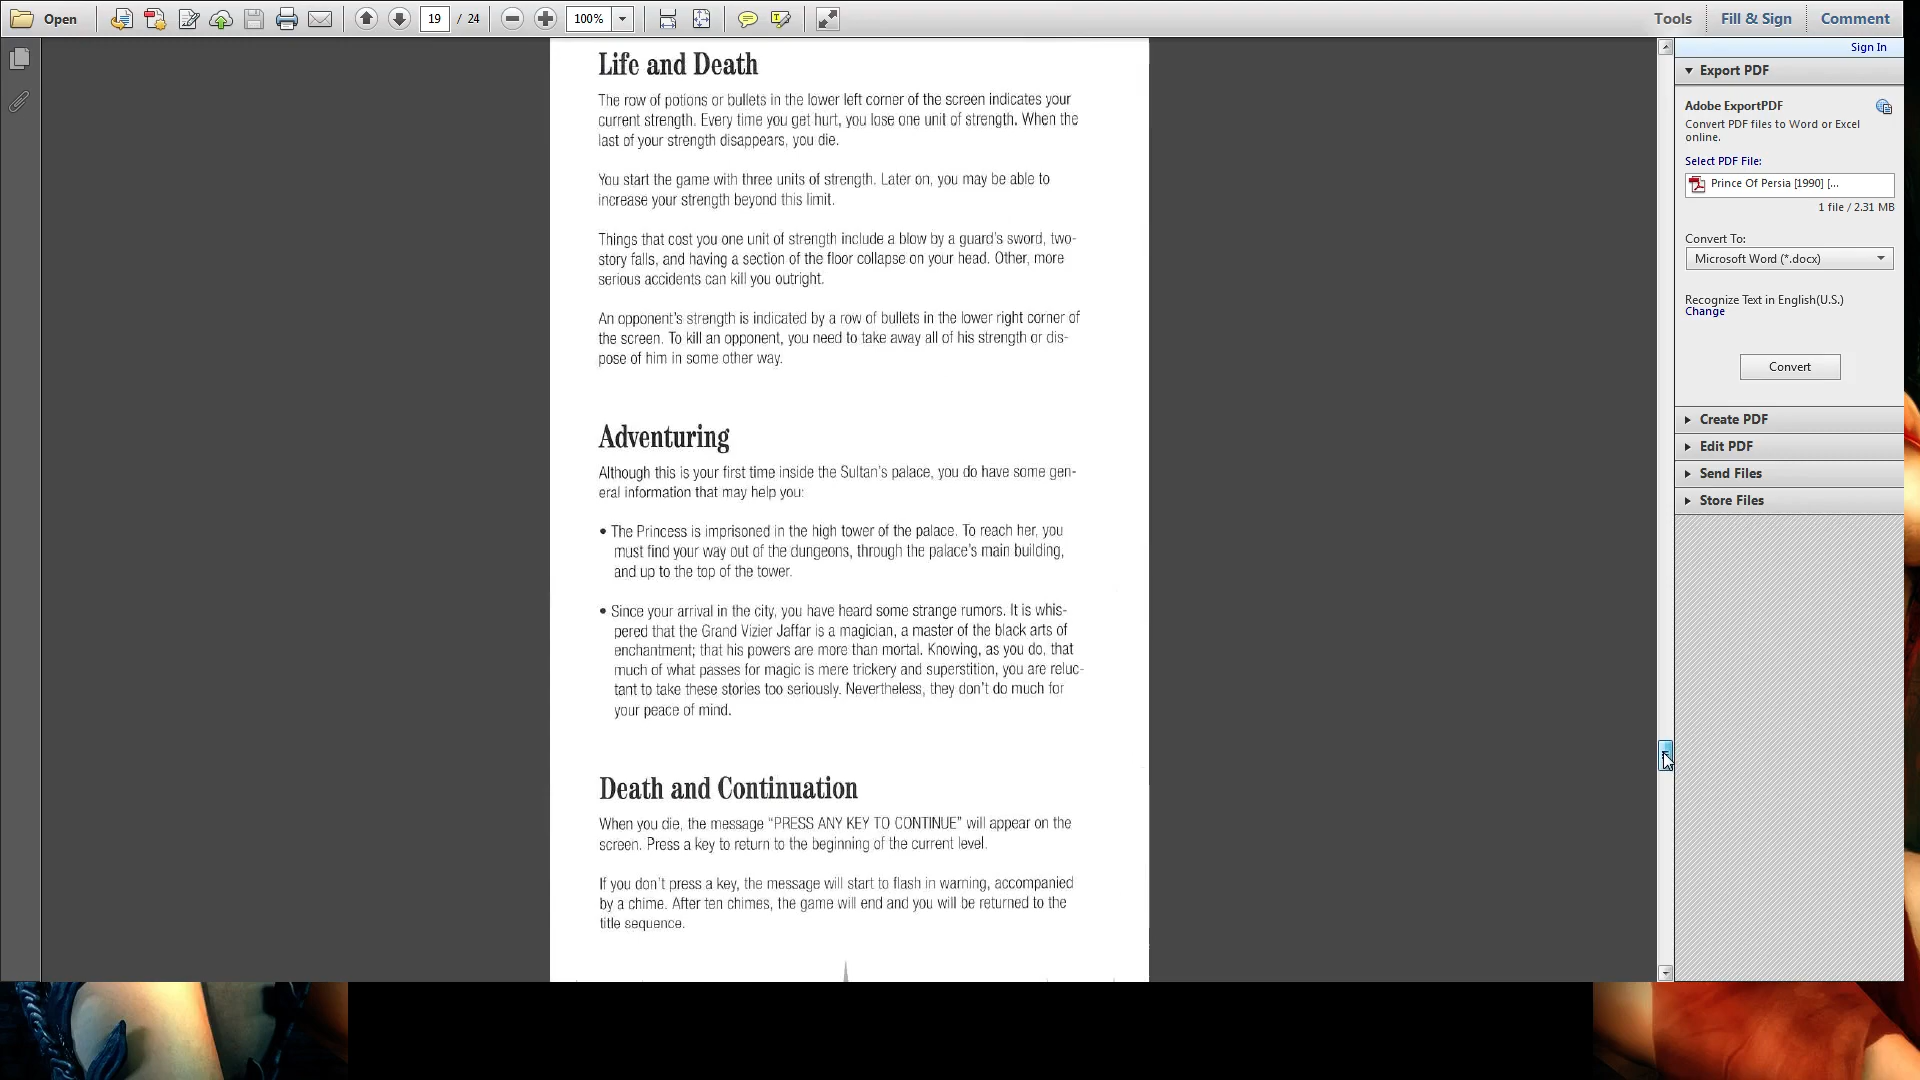 Open
19 / 24
100%
Tools
Fill & Sign
Comment
Life and Death
The row of potions or bullets in the lower left corner of the screen indicates your
current strength. Every time you get hurt, you lose one unit of strength. When the
last of your strength disappears, you die.
You start the game with three units of strength. Later on, you may be able to
increase your strength beyond this limit.
Things that cost you one unit of strength include a blow by a guard's sword, two-
story falls, and having a section of the floor collapse on your head. Other, more
serious accidents can kill you outright.
An opponent's strength is indicated by a row of bullets in the lower right corner of
the screen. To kill an opponent, you need to take away all of his strength or dis-
pose of him in some other way.
Adventuring
Although this is your first time inside the Sultan's palace, you do have some gen-
eral information that may help you:
• The Princess is imprisoned in the high tower of the palace. To reach her, you
must find your way out of the dungeons, through the palace's main building,
and up to the top of the tower.
• Since your arrival in the city, you have heard some strange rumors. It is whis-
pered that the Grand Vizier Jaffar is a magician, a master of the black arts of
enchantment; that his powers are more than mortal. Knowing, as you do, that
much of what passes for magic is mere trickery and superstition, you are reluc-
tant to take these stories too seriously. Nevertheless, they don't do much for
your peace of mind.
Death and Continuation
When you die, the message "PRESS ANY KEY TO CONTINUE" will appear on the
screen. Press a key to return to the beginning of the current level.
If you don't press a key, the message will start to flash in warning, accompanied
by a chime. After ten chimes, the game will end and you will be returned to the
title sequence.
Sign In
Export PDF
Adobe ExportPDF
Convert PDF files to Word or Excel
online.
Select PDF File:
Prince Of Persia [1990] [...
1 file / 2.31 MB
Convert To:
Microsoft Word (*.docx)
Recognize Text in English(U.S.)
Change
Convert
Create PDF
Edit PDF
Send Files
Store Files